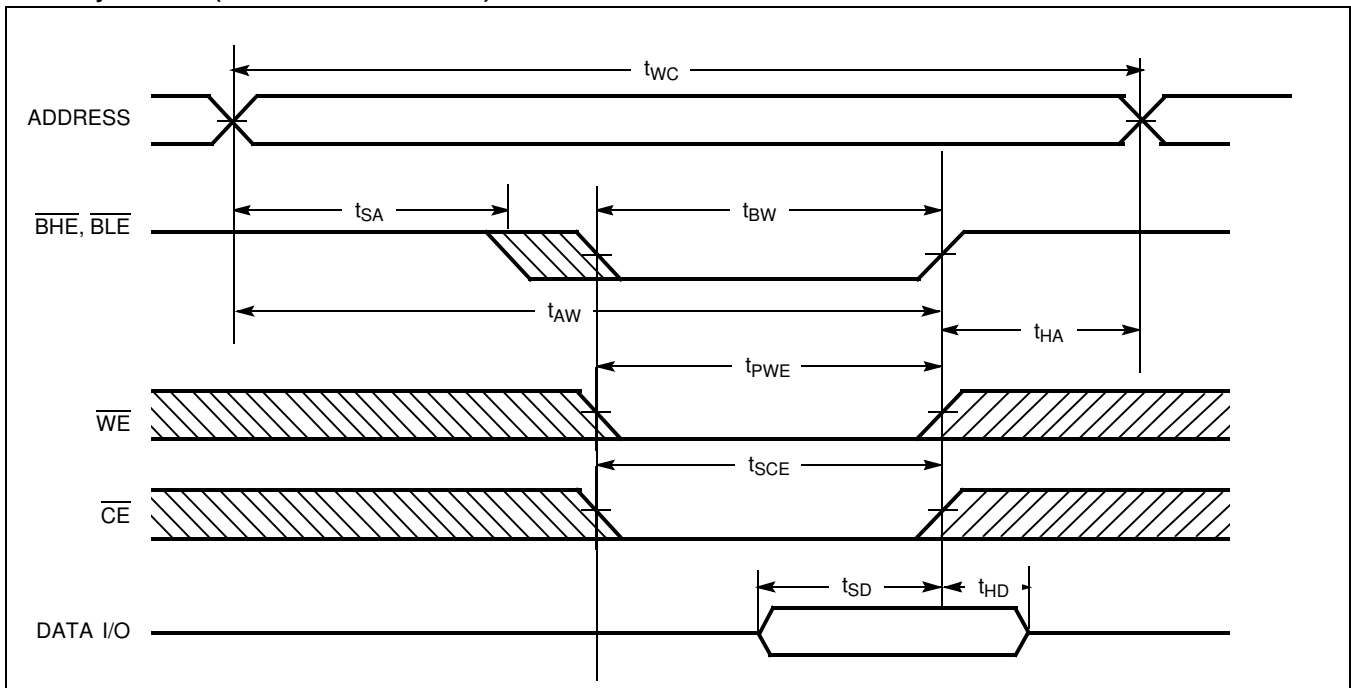 tWC
ADDRESS
tSA
tBW
BHE, BLE
tAW
tHA
tPWE
WE
tSCE
CE
tSD
tHD
DATA I/O